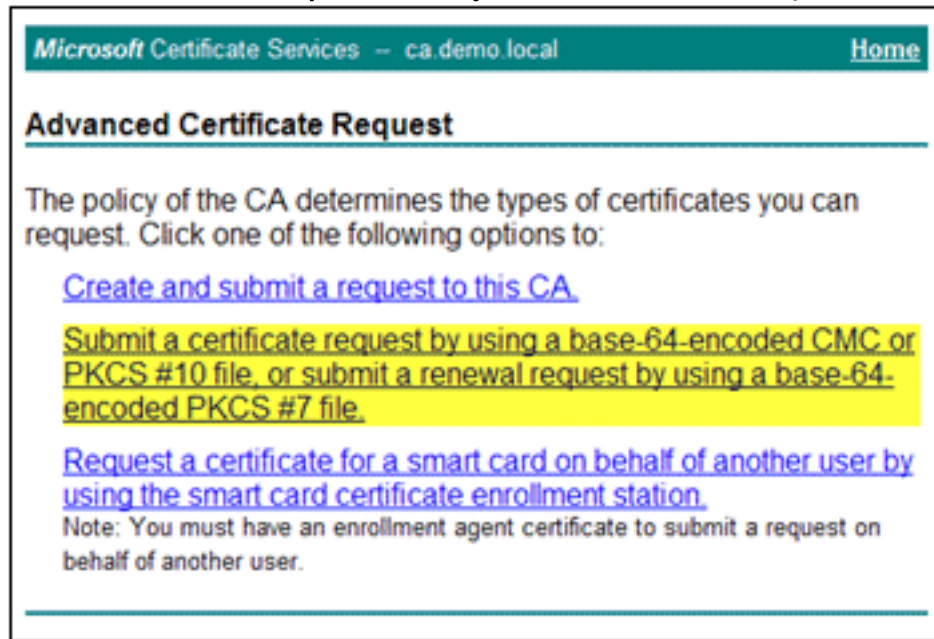 Microsoft Certificate Services -- ca.demo.local Home
Advanced Certificate Request
The policy of the CA determines the types of certificates you can
request. Click one of the following options to:
Create and submit a request to this CA.
Submit a certificate request by using a base-64-encoded CMC or
PKCS #10 file, or submit a renewal request by using a base-64-
encoded PKCS #7 file.
Request a certificate for a smart card on behalf of another user by
using the smart card certificate enrollment station.
Note: You must have an enrollment agent certificate to submit a request on
behalf of another user.